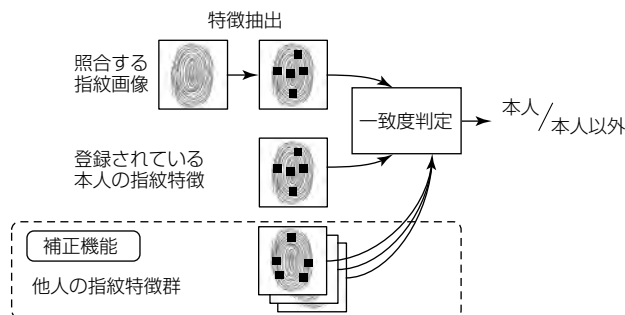 特徴抽出
照合する
指紋画像
一致度判定
本人/本人以外
登録されている
本人の指紋特徴
補正機能
他人の指紋特徴群